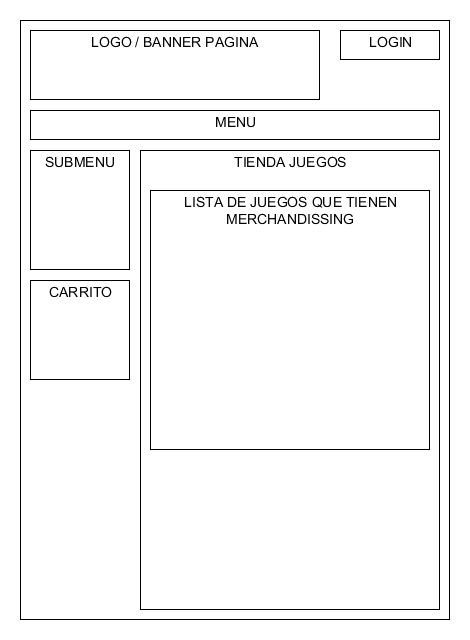 LOGO / BANNER PAGINA
LOGIN
MENU
SUBMENU
TIENDA JUEGOS
LISTA DE JUEGOS QUE TIENEN
MERCHANDISSING
CARRITO